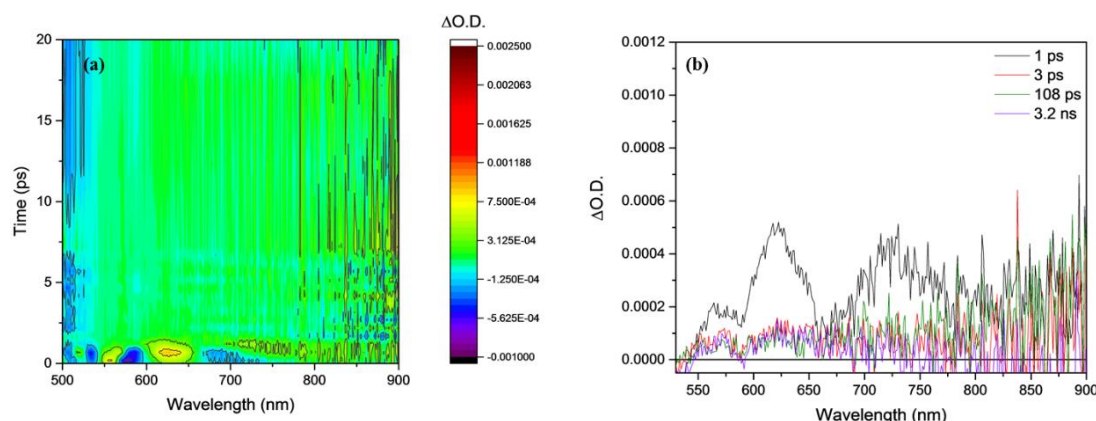 ΔO.D.
(a)
20
15
10
5
0
Time (ps)
500 600 700 800 900
Wavelength (nm)
0.002500
0.002063
0.001625
0.001188
7.500E-04
3.125E-04
-1.250E-04
-5.625E-04
-0.001000
(b)
0.0012
0.0010
0.0008
0.0006
0.0004
0.0002
0.0000
ΔO.D.
1 ps
3 ps
108 ps
3.2 ns
550 600 650 700 750 800 850 900
Wavelength (nm)